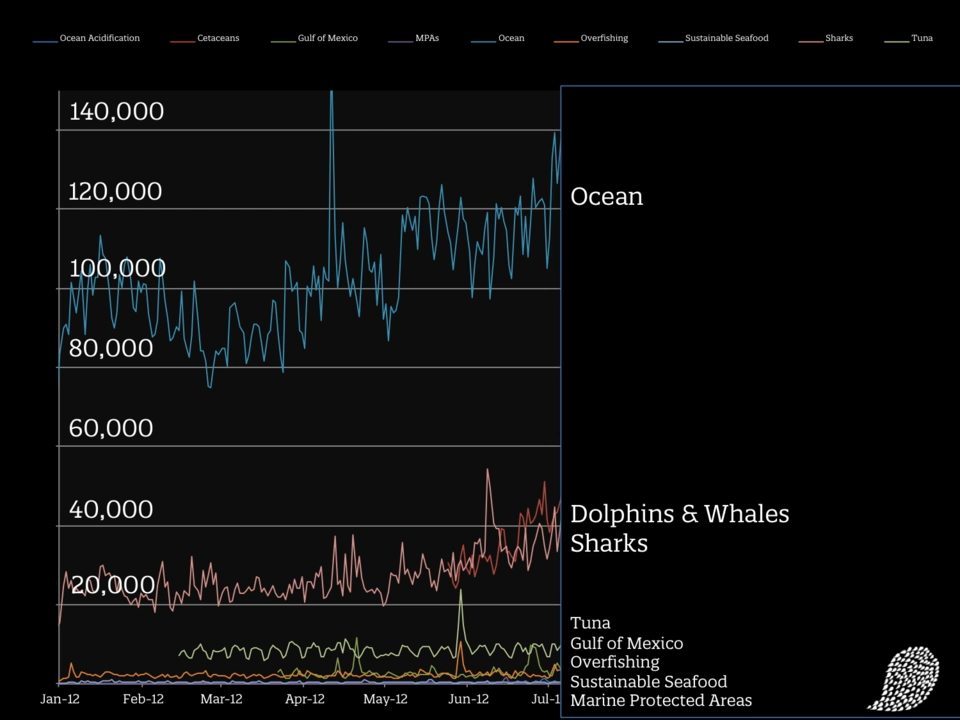 Ocean Acidification Cetaceans Gulf of Mexico MPAs Ocean Overfishing Sustainable Seafood Sharks Tuna
140,000
120,000
Ocean
100,000
80,000
60,000
40,000
Dolphins & Whales
Sharks
20,000
Tuna
Gulf of Mexico
Overfishing
Sustainable Seafood
Marine Protected Areas
Jan-12 Feb-12 Mar-12 Apr-12 May-12 Jun-12 Jul-1